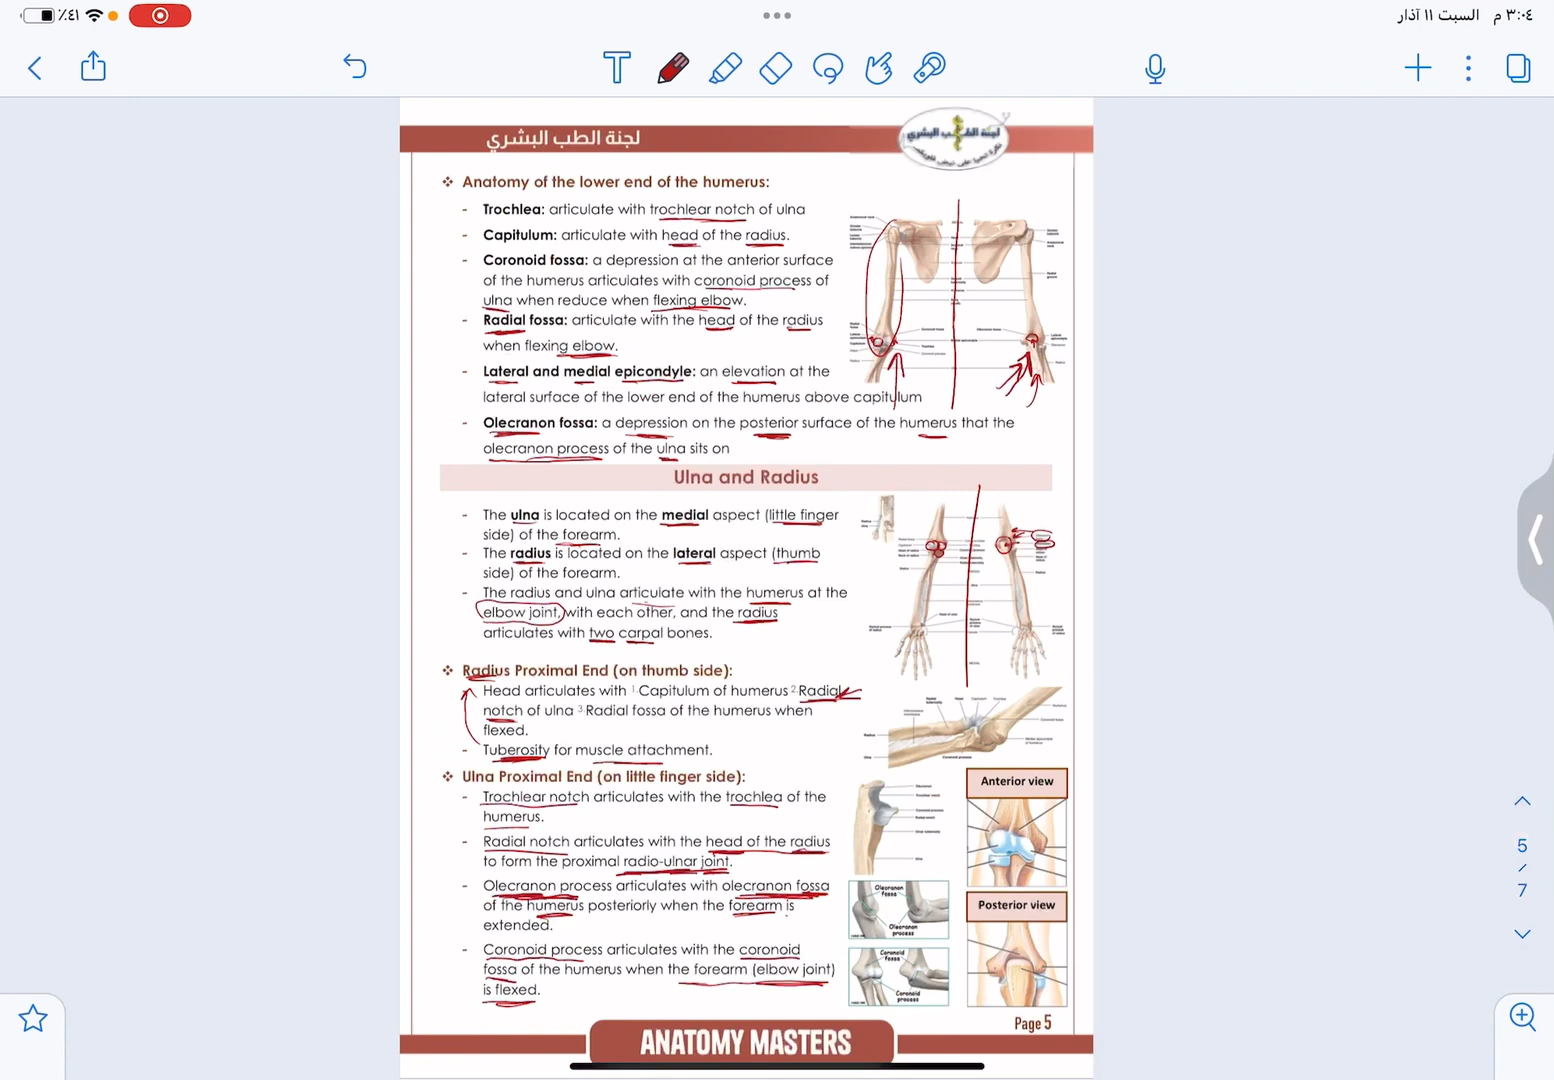 ٣:٠٤ م السبت ١١ آذار
٪٤١
لجنة الطب البشري
❖ Anatomy of the lower end of the humerus:
- Trochlea: articulate with trochlear notch of ulna
- Capitulum: articulate with head of the radius.
- Coronoid fossa: a depression at the anterior surface
of the humerus articulates with coronoid process of
ulna when reduce when flexing elbow.
- Radial fossa: articulate with the head of the radius
when flexing elbow.
- Lateral and medial epicondyle: an elevation at the
lateral surface of the lower end of the humerus above capitulum
- Olecranon fossa: a depression on the posterior surface of the humerus that the
olecranon process of the ulna sits on
Ulna and Radius
- The ulna is located on the medial aspect (little finger
side) of the forearm.
- The radius is located on the lateral aspect (thumb
side) of the forearm.
- The radius and ulna articulate with the humerus at the
elbow joint, with each other, and the radius
articulates with two carpal bones.
❖ Radius Proximal End (on thumb side):
- Head articulates with 1.Capitulum of humerus 2.Radial
notch of ulna 3.Radial fossa of the humerus when
flexed.
- Tuberosity for muscle attachment.
❖ Ulna Proximal End (on little finger side):
- Trochlear notch articulates with the trochlea of the
humerus.
- Radial notch articulates with the head of the radius
to form the proximal radio-ulnar joint.
- Olecranon process articulates with olecranon fossa
of the humerus posteriorly when the forearm is
extended.
- Coronoid process articulates with the coronoid
fossa of the humerus when the forearm (elbow joint)
is flexed.
Anterior view
Posterior view
Olecranon
fossa
Olecranon
process
Coronoid
fossa
Coronoid
process
Page 5
ANATOMY MASTERS
5
/
7